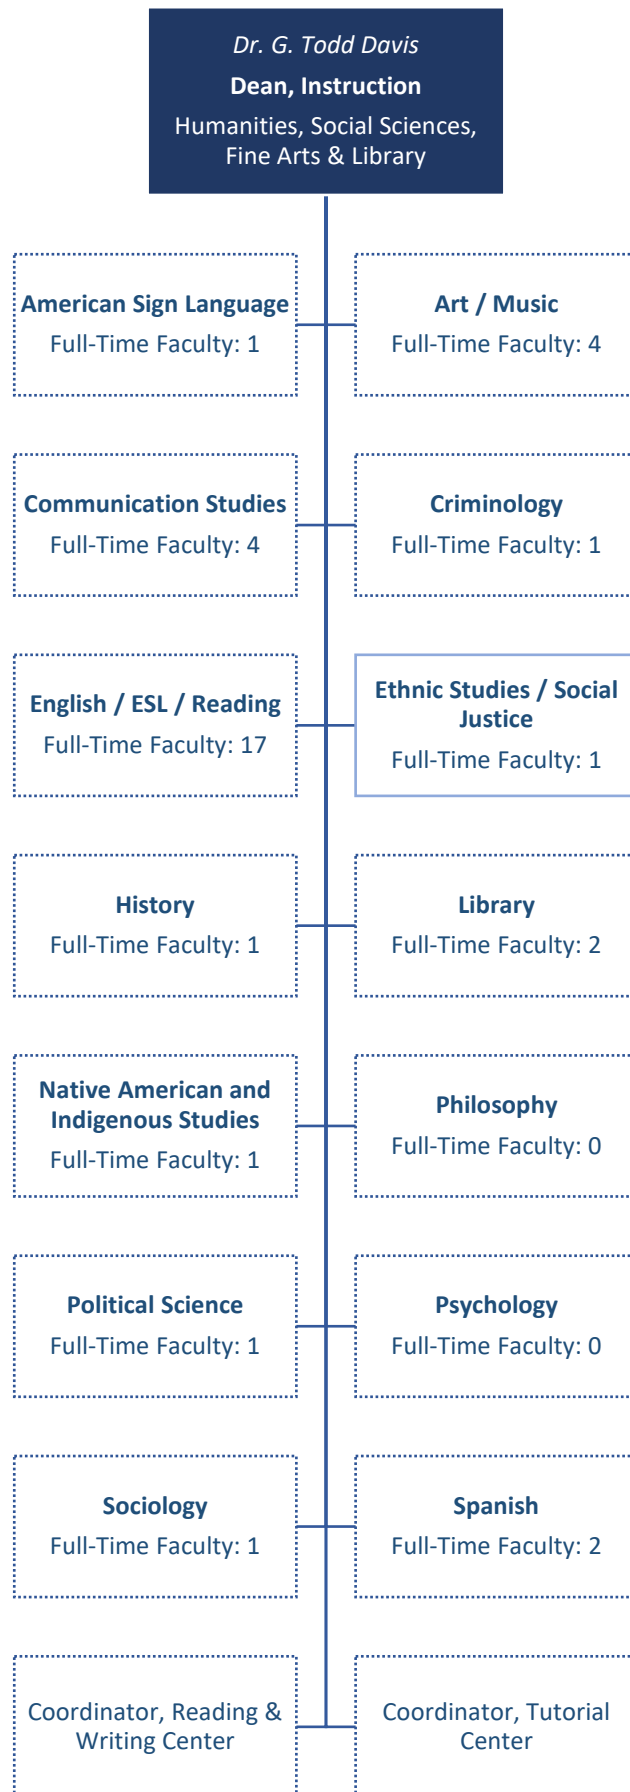 Dr. G. Todd Davis
Dean, Instruction
Humanities, Social Sciences,
Fine Arts & Library
American Sign Language
Full-Time Faculty: 1
Art / Music
Full-Time Faculty: 4
Communication Studies
Full-Time Faculty: 4
Criminology
Full-Time Faculty: 1
English / ESL / Reading
Full-Time Faculty: 17
Ethnic Studies / Social
Justice
Full-Time Faculty: 1
History
Full-Time Faculty: 1
Library
Full-Time Faculty: 2
Native American and
Indigenous Studies
Full-Time Faculty: 1
Philosophy
Full-Time Faculty: 0
Political Science
Full-Time Faculty: 1
Psychology
Full-Time Faculty: 0
Sociology
Full-Time Faculty: 1
Spanish
Full-Time Faculty: 2
Coordinator, Reading &
Writing Center
Coordinator, Tutorial
Center